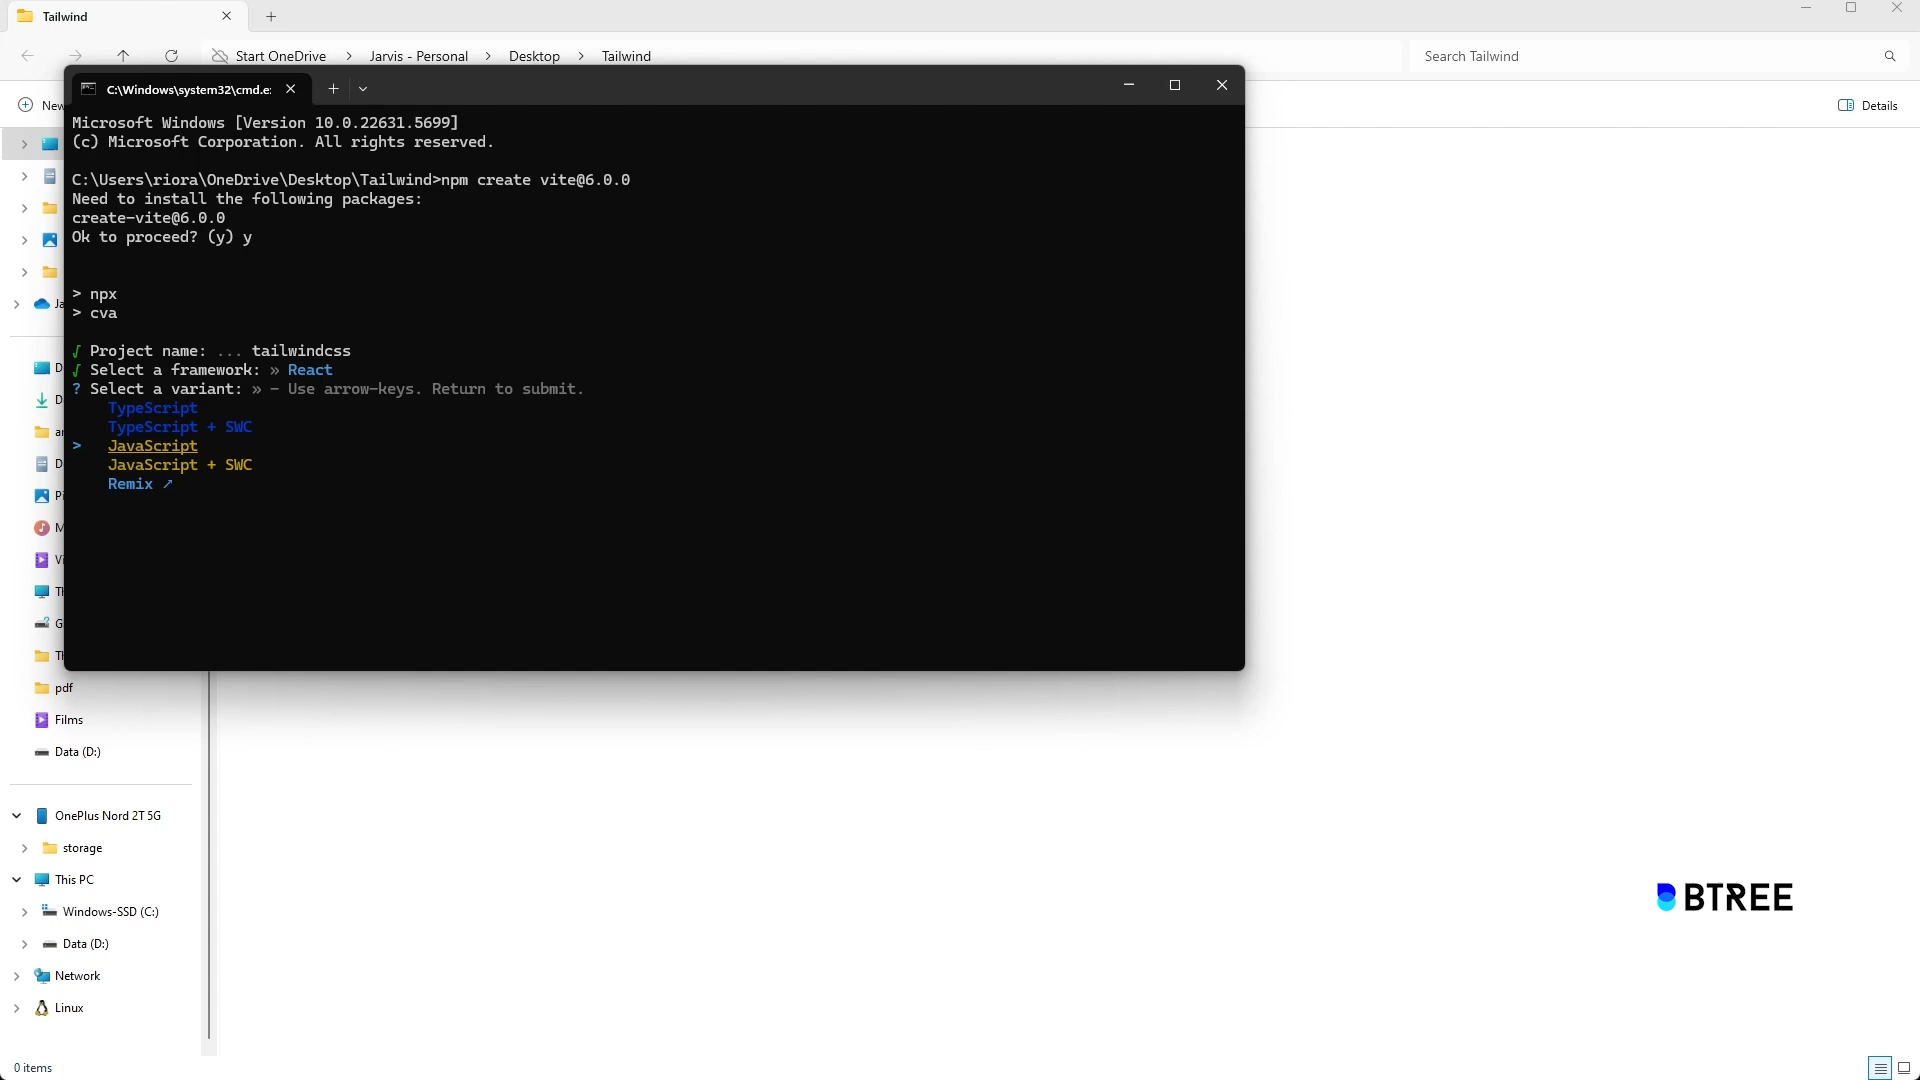 Tailwind
Start OneDrive > Jarvis - Personal > Desktop > Tailwind
Search Tailwind
New
Details
C:\Windows\system32\cmd.e:
Microsoft Windows [Version 10.0.22631.5699]
(c) Microsoft Corporation. All rights reserved.
C:\Users\riora\OneDrive\Desktop\Tailwind>npm create vite@6.0.0
Need to install the following packages:
create-vite@6.0.0
Ok to proceed? (y) y
> npx
> cva
√ Project name: ... tailwindcss
√ Select a framework: » React
? Select a variant: » - Use arrow-keys. Return to submit.
TypeScript
TypeScript + SWC
> JavaScript
JavaScript + SWC
Remix ↗
pdf
Films
Data (D:)
OnePlus Nord 2T 5G
storage
This PC
Windows-SSD (C:)
Data (D:)
Network
Linux
BTREE
0 items